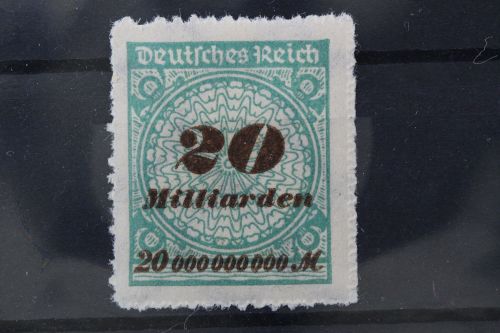 Deutsches Reich
20
Milliarden
20 000 000 000 M